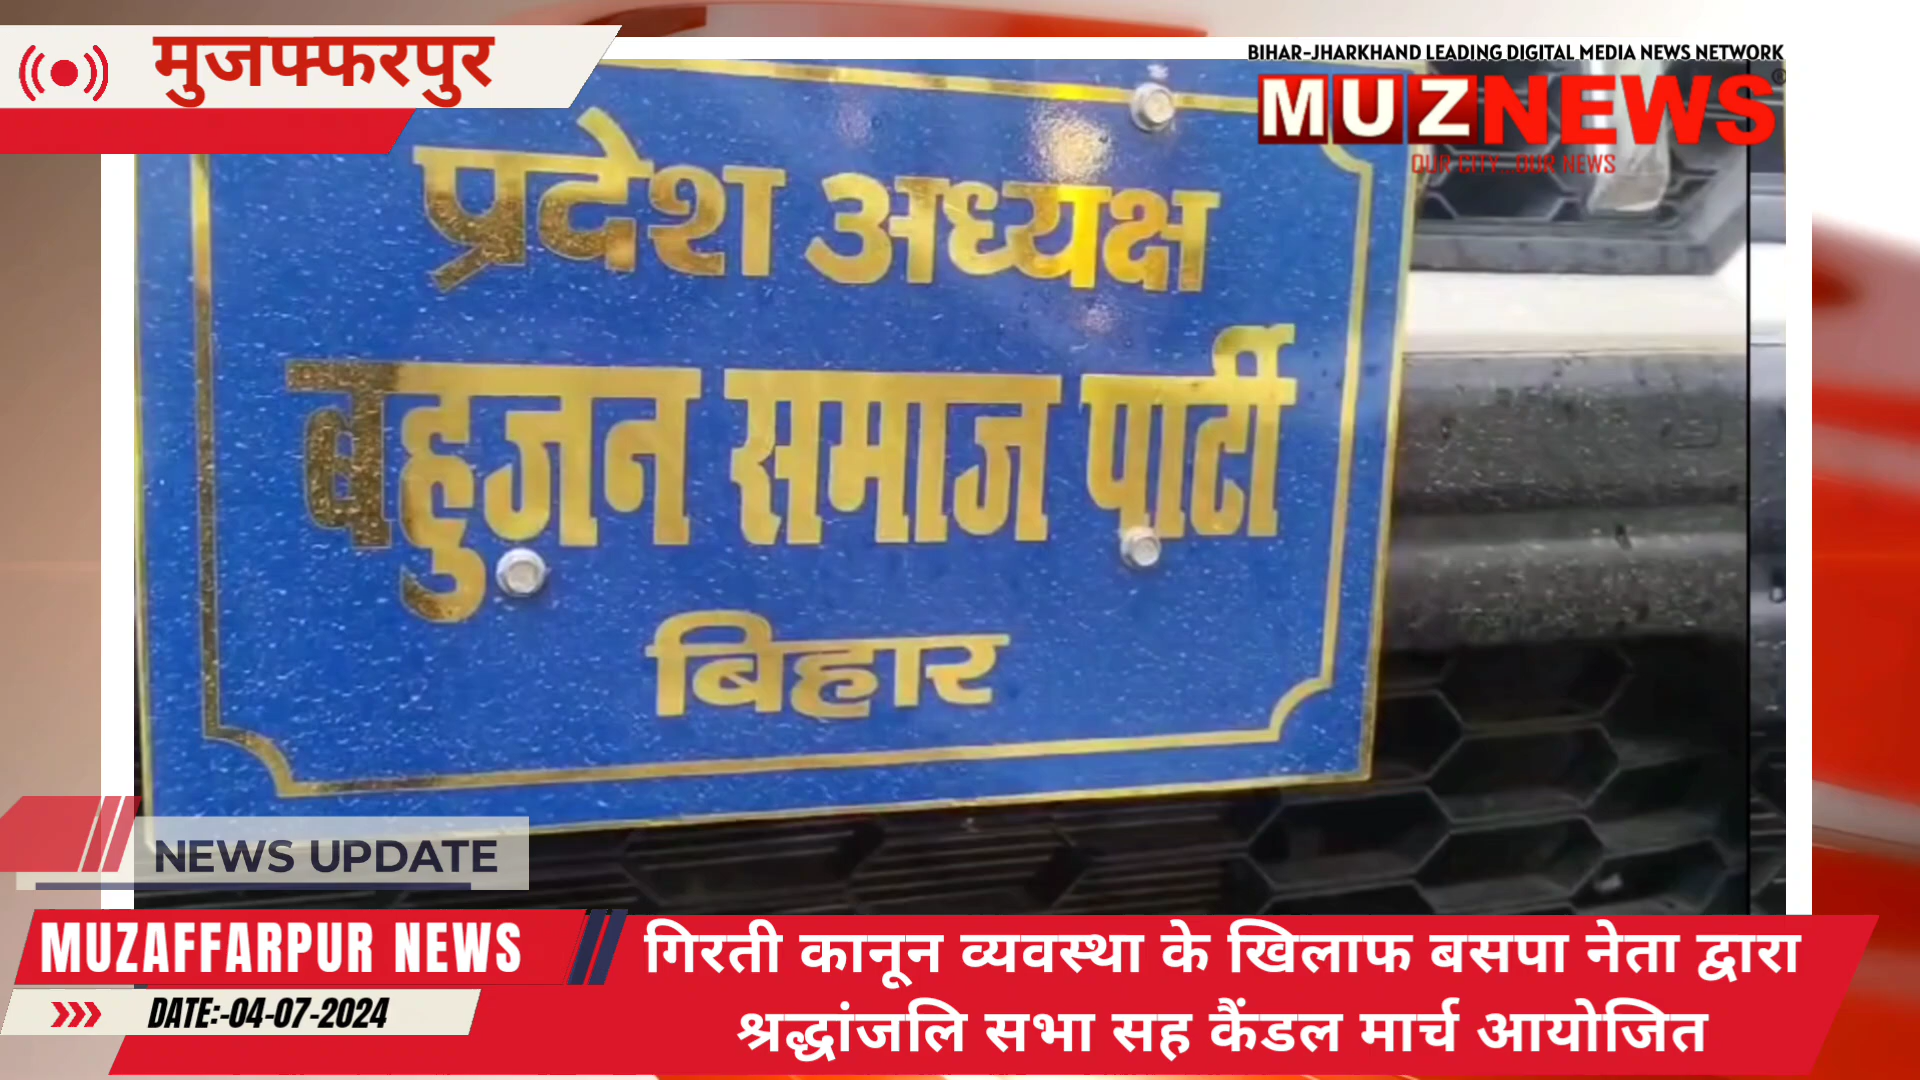 मुजफ्फरपुर
BIHAR-JHARKHAND LEADING DIGITAL MEDIA NEWS NETWORK
MUZNEWS
OUR CITY...OUR NEWS
प्रदेश अध्यक्ष
बहुजन समाज पार्टी
बिहार
NEWS UPDATE
MUZAFFARPUR NEWS
DATE:-04-07-2024
गिरती कानून व्यवस्था के खिलाफ बसपा नेता द्वारा
श्रद्धांजलि सभा सह कैंडल मार्च आयोजित